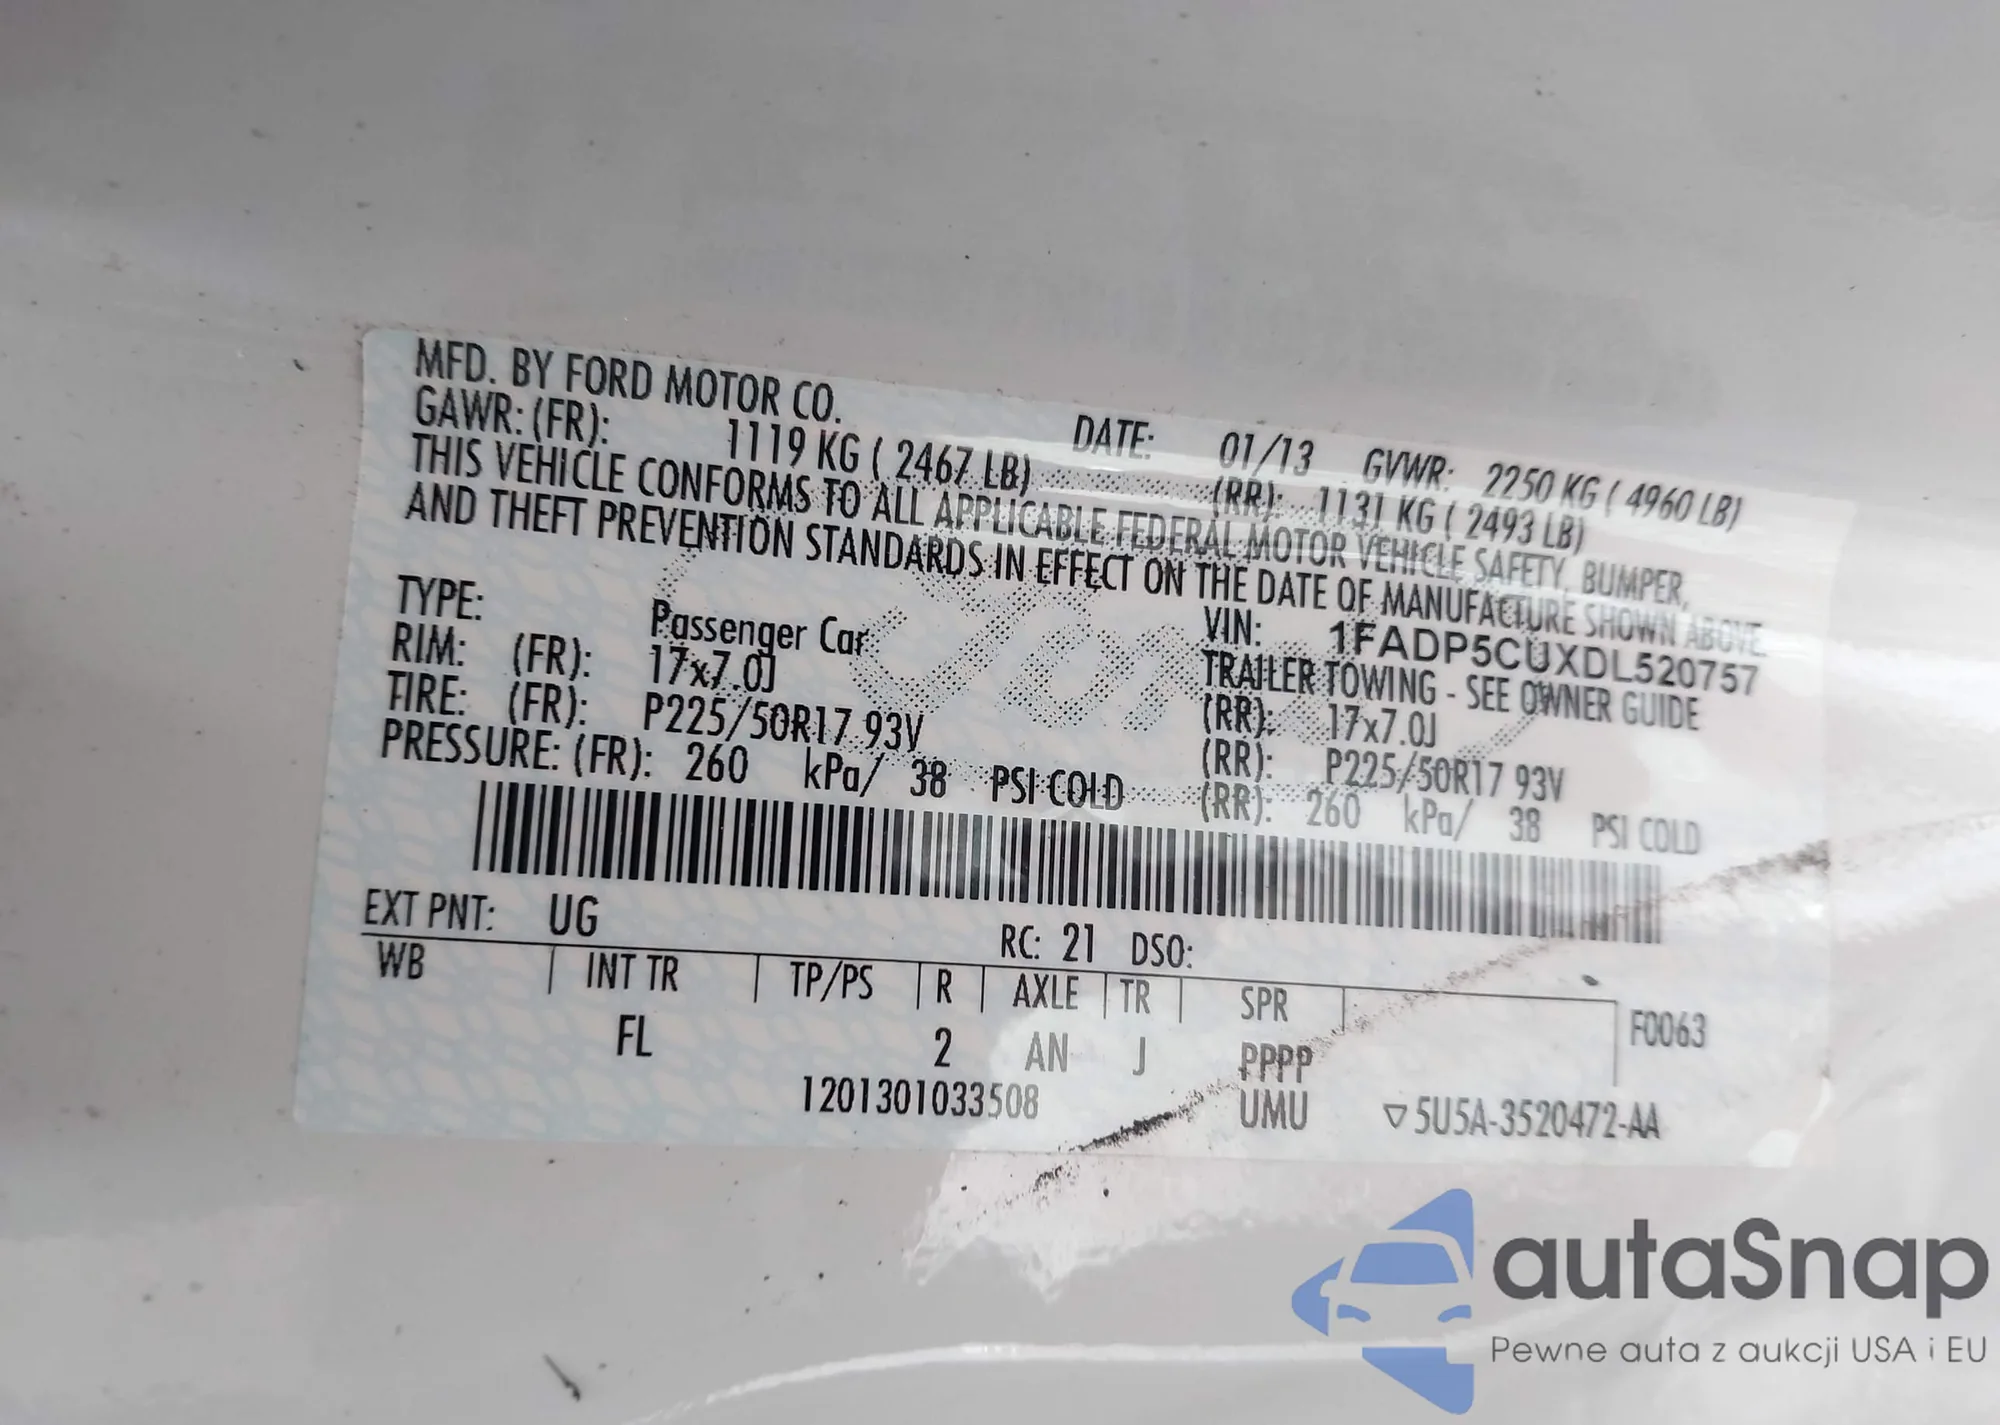 MFD. BY FORD MOTOR CO. DATE: 01/13 GVWR: 2250 KG ( 4960 LB)
GAWR: (FR): 1119 KG ( 2467 LB) (RR): 1131 KG ( 2493 LB)
THIS VEHICLE CONFORMS TO ALL APPLICABLE FEDERAL MOTOR VEHICLE SAFETY, BUMPER,
AND THEFT PREVENTION STANDARDS IN EFFECT ON THE DATE OF MANUFACTURE SHOWN ABOVE.
VIN: 1FADP5CUXDL520757
TYPE: Passenger Car TRAILER TOWING - SEE OWNER GUIDE
RIM: (FR): 17x7.0J (RR): 17x7.0J
TIRE: (FR): P225/50R17 93V (RR): P225/50R17 93V
PRESSURE: (FR): 260 kPa/ 38 PSI COLD (RR): 260 kPa/ 38 PSI COLD
EXT PNT: UG RC: 21 DSO:
WB INT TR TP/PS R AXLE TR SPR F0063
FL 2 AN J PPPP
1201301033508 UMU ▽5U5A-3520472-AA
autaSnap
Pewne auta z aukcji USA i EU